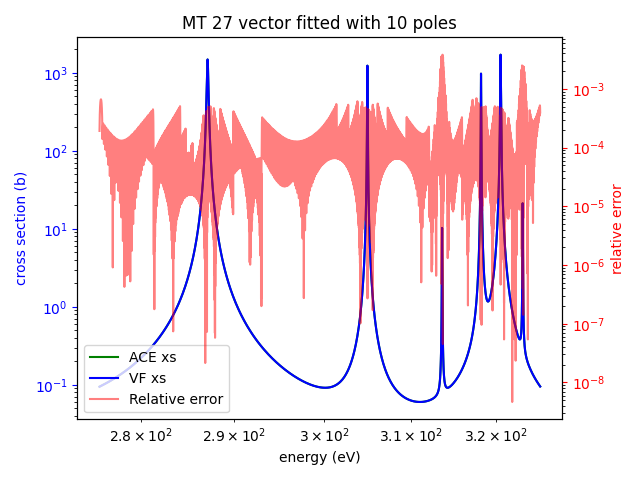 MT 27 vector fitted with 10 poles
cross section (b)
10³
10²
10¹
10⁰
10⁻¹
relative error
10⁻³
10⁻⁴
10⁻⁵
10⁻⁶
10⁻⁷
10⁻⁸
ACE xs
VF xs
Relative error
2.8 × 10² 2.9 × 10² 3 × 10² 3.1 × 10² 3.2 × 10²
energy (eV)